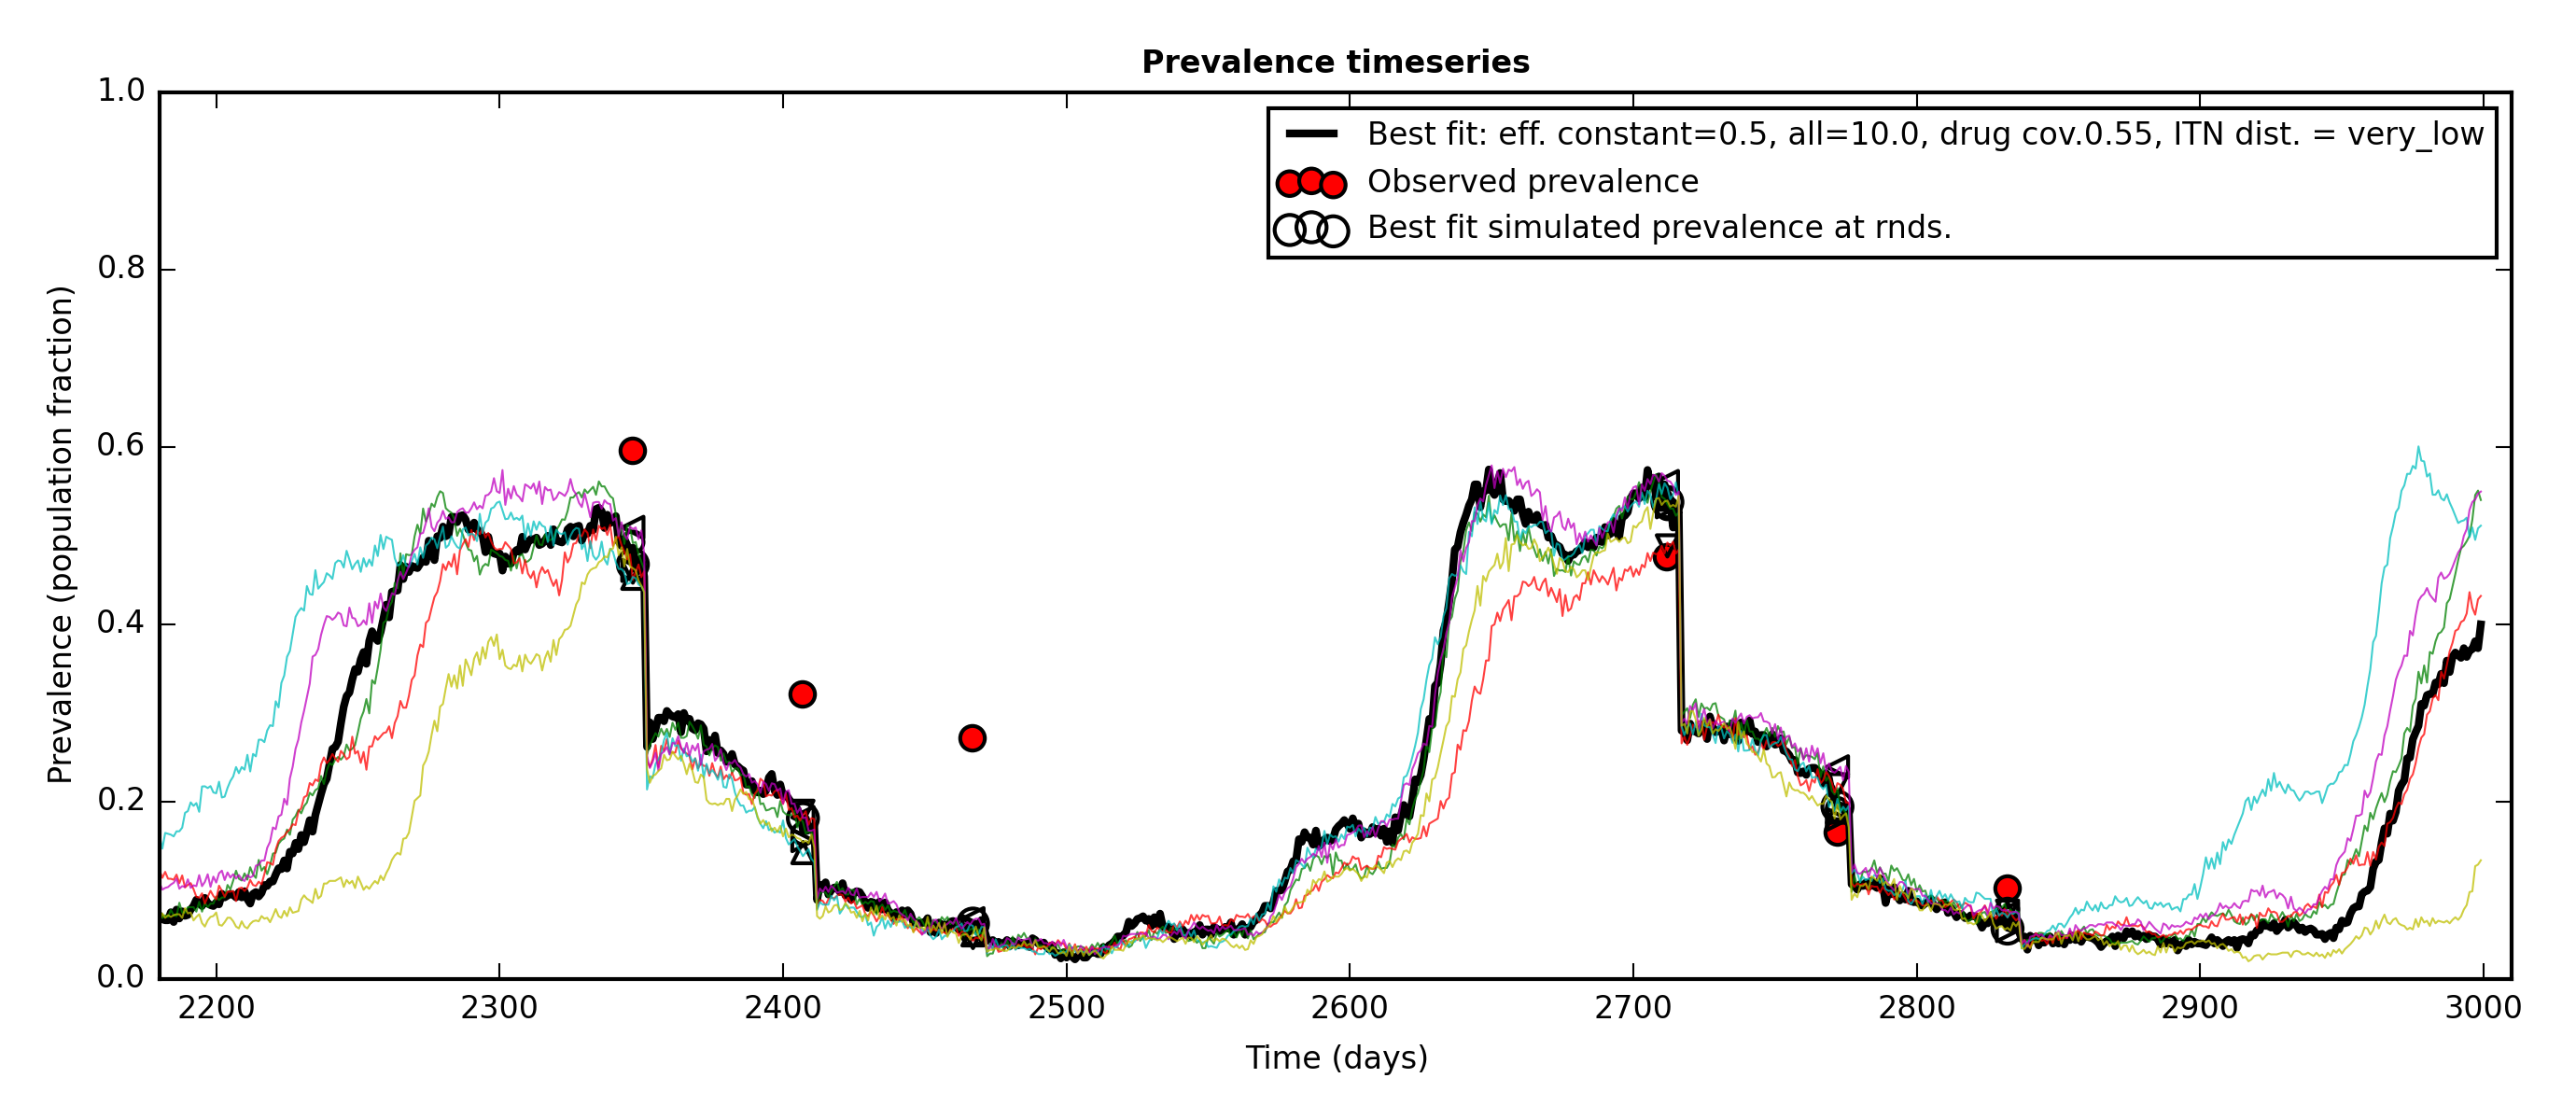 Prevalence timeseries
1.0
0.8
0.6
0.4
0.2
0.0
Prevalence (population fraction)
Best fit: eff. constant=0.5, all=10.0, drug cov.0.55, ITN dist. = very_low
Observed prevalence
Best fit simulated prevalence at rnds.
2200 2300 2400 2500 2600 2700 2800 2900 3000
Time (days)